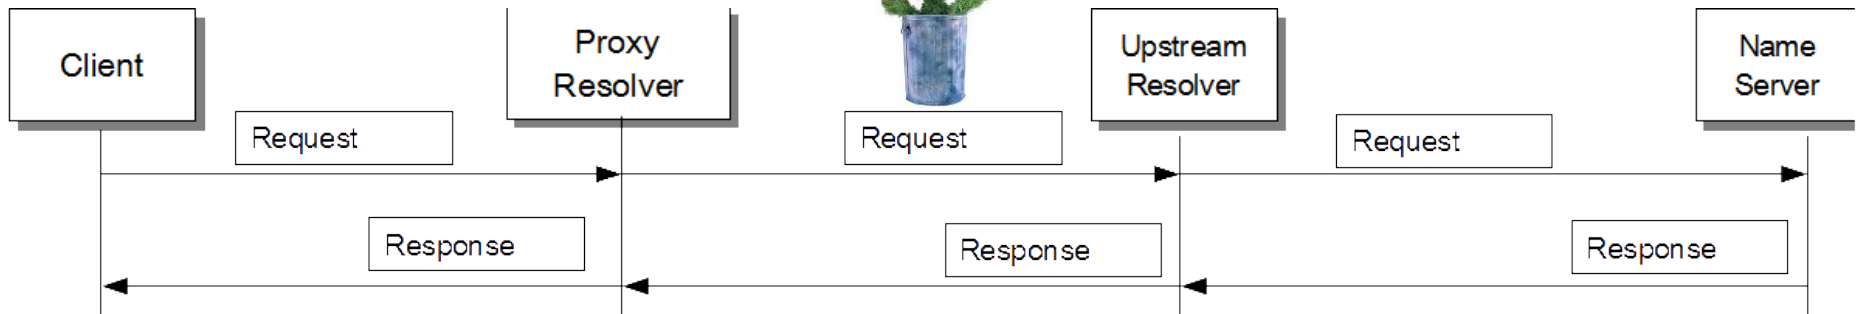 Client
Proxy
Resolver
Upstream
Resolver
Name
Server
Request
Request
Request
Response
Response
Response